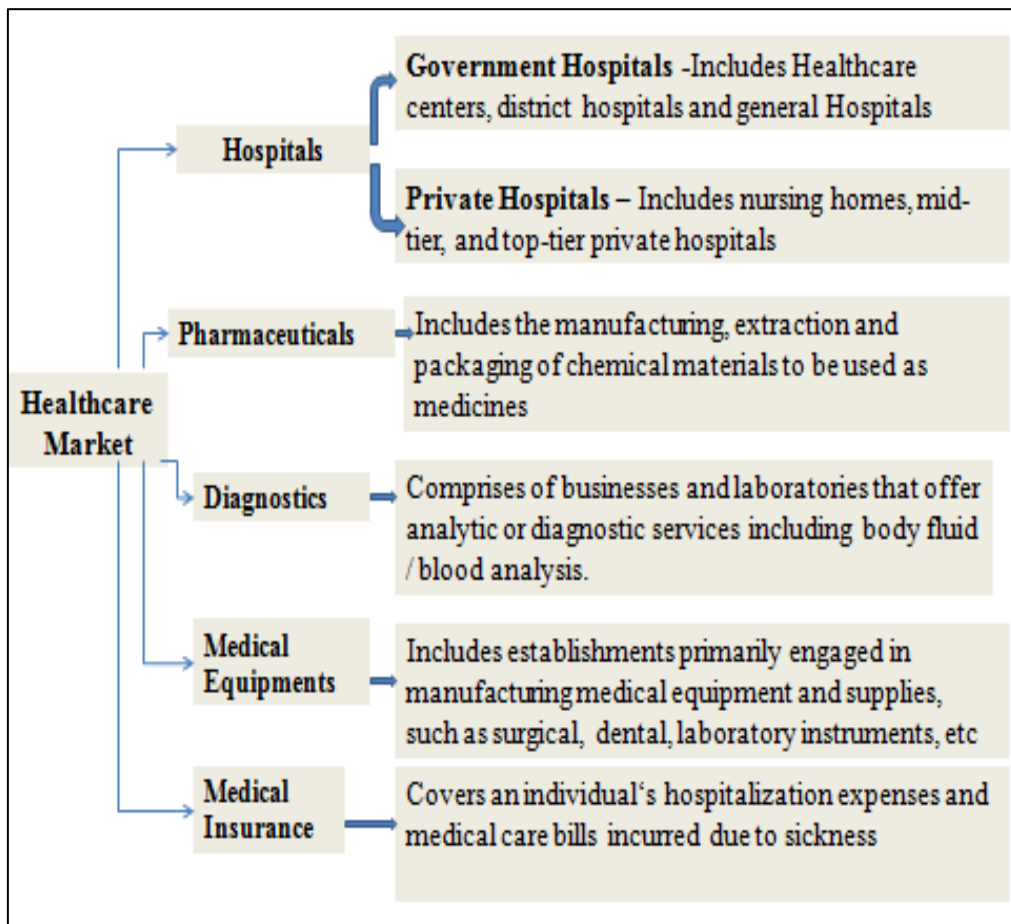 Government Hospitals -Includes Healthcare
centers, district hospitals and general Hospitals
Hospitals
Private Hospitals – Includes nursing homes, mid-
tier, and top-tier private hospitals
Pharmaceuticals
Includes the manufacturing, extraction and
packaging of chemical materials to be used as
medicines
Healthcare
Market
Diagnostics
Comprises of businesses and laboratories that offer
analytic or diagnostic services including body fluid
/ blood analysis.
Medical
Equipments
Includes establishments primarily engaged in
manufacturing medical equipment and supplies,
such as surgical, dental, laboratory instruments, etc
Medical
Insurance
Covers an individual‘s hospitalization expenses and
medical care bills incurred due to sickness